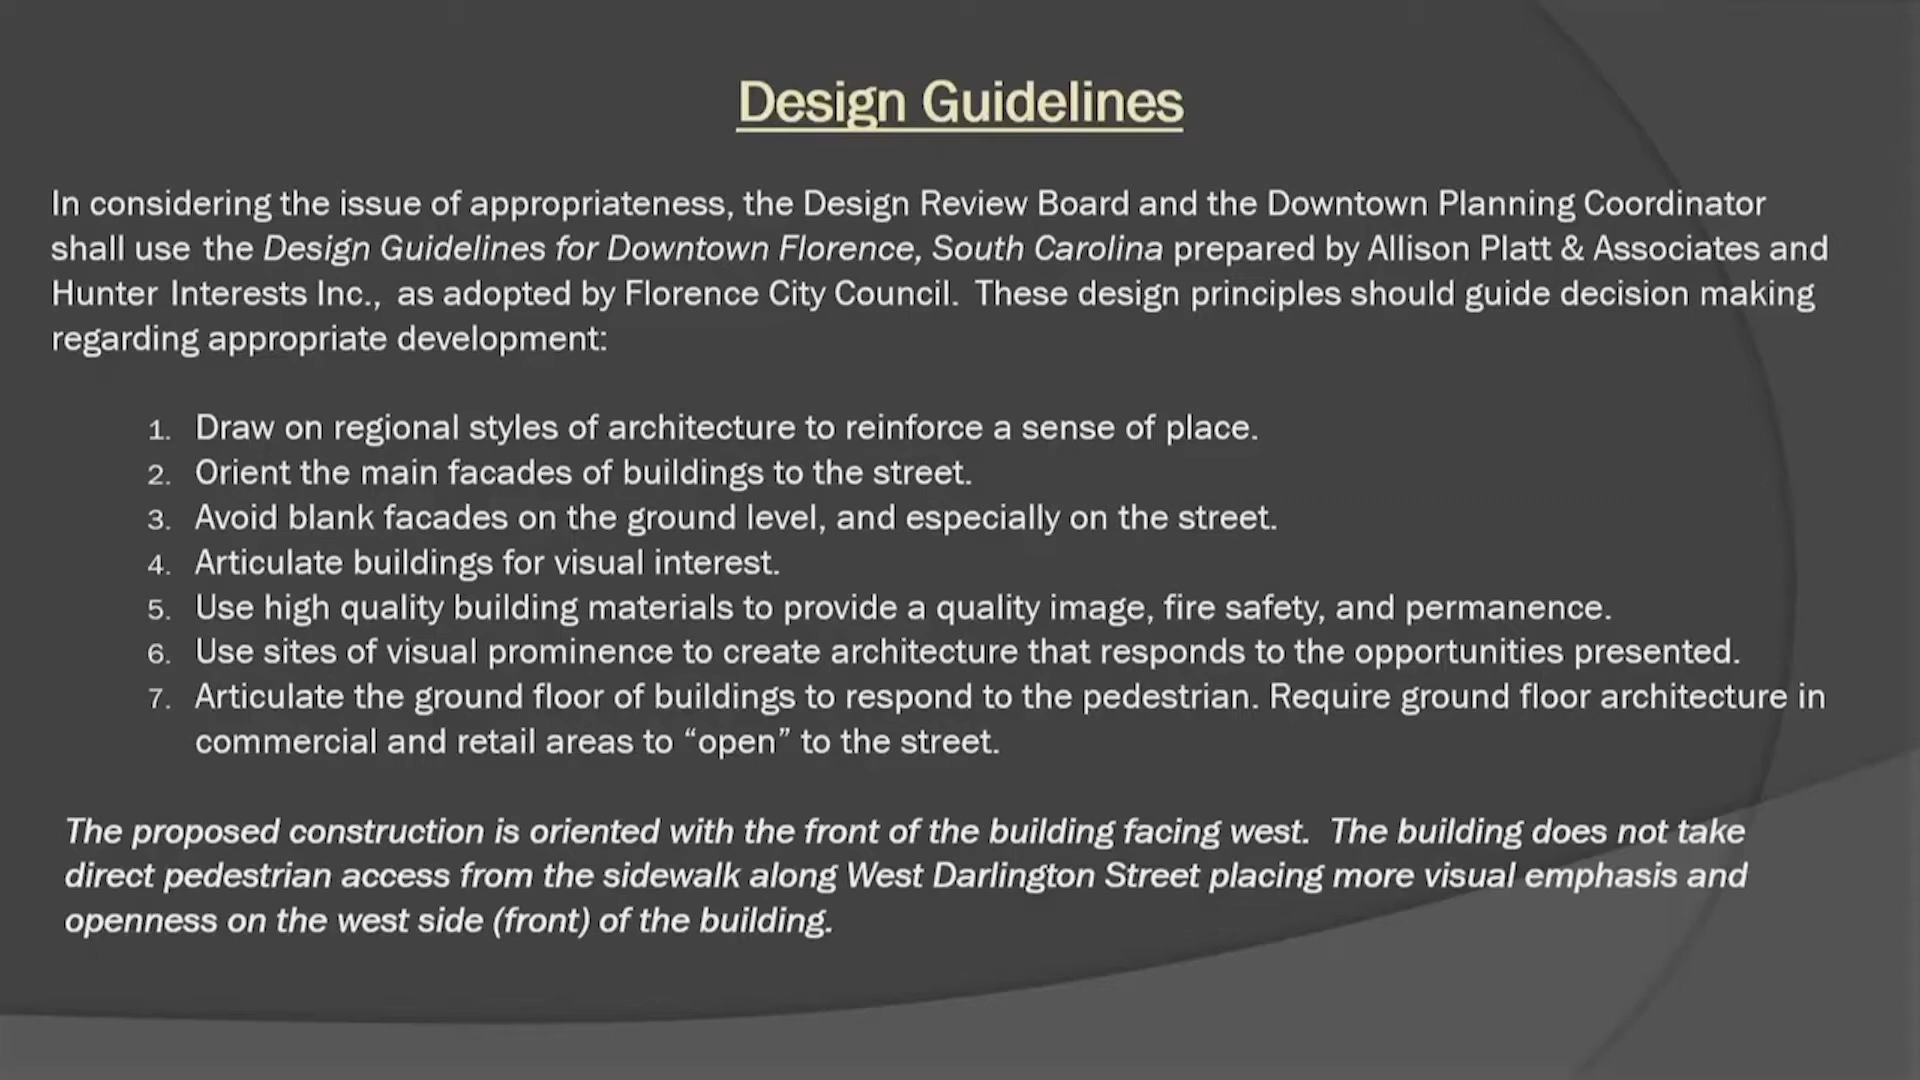 Design Guidelines
In considering the issue of appropriateness, the Design Review Board and the Downtown Planning Coordinator
shall use the Design Guidelines for Downtown Florence, South Carolina prepared by Allison Platt & Associates and
Hunter Interests Inc., as adopted by Florence City Council. These design principles should guide decision making
regarding appropriate development:
1. Draw on regional styles of architecture to reinforce a sense of place.
2. Orient the main facades of buildings to the street.
3. Avoid blank facades on the ground level, and especially on the street.
4. Articulate buildings for visual interest.
5. Use high quality building materials to provide a quality image, fire safety, and permanence.
6. Use sites of visual prominence to create architecture that responds to the opportunities presented.
7. Articulate the ground floor of buildings to respond to the pedestrian. Require ground floor architecture in
commercial and retail areas to “open” to the street.
The proposed construction is oriented with the front of the building facing west. The building does not take
direct pedestrian access from the sidewalk along West Darlington Street placing more visual emphasis and
openness on the west side (front) of the building.